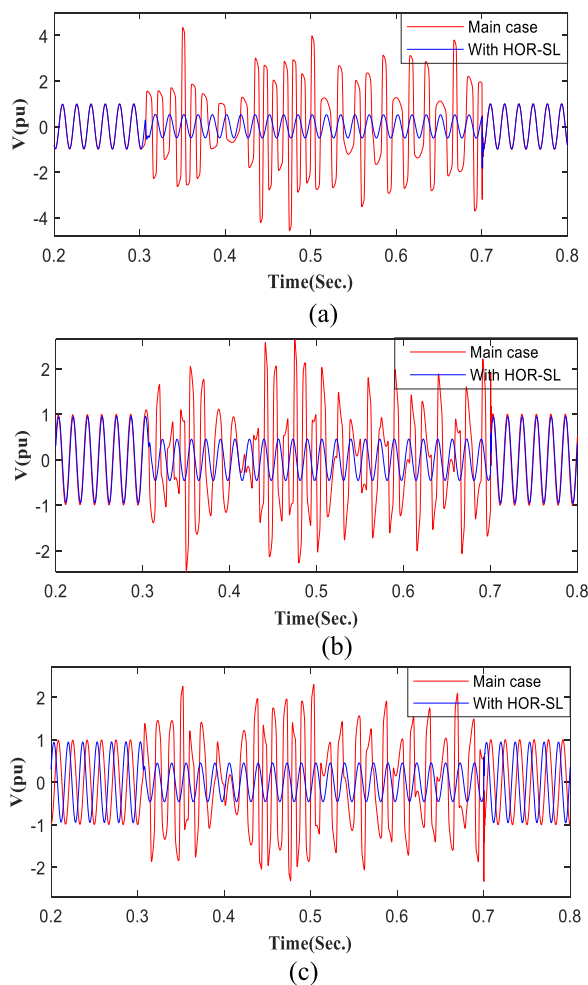 Main case
With HOR-SL
4
2
0
-2
-4
V(pu)
0.2 0.3 0.4 0.5 0.6 0.7 0.8
Time(Sec.)
(a)
Main case
With HOR-SL
2
1
0
-1
-2
V(pu)
0.2 0.3 0.4 0.5 0.6 0.7 0.8
Time(Sec.)
(b)
Main case
With HOR-SL
2
1
0
-1
-2
V(pu)
0.2 0.3 0.4 0.5 0.6 0.7 0.8
Time(Sec.)
(c)